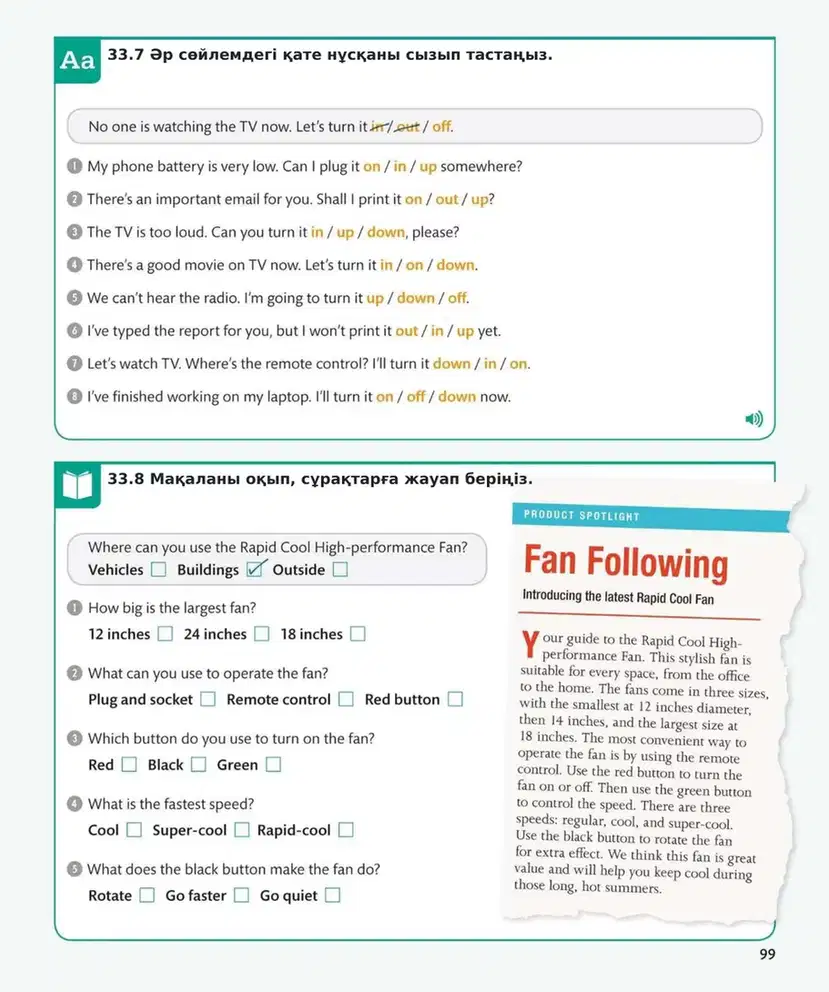 Aa
33.7 Әр сөйлемдегі қате нұсқаны сызып тастаңыз.
No one is watching the TV now. Let's turn it in / out / off.
1 My phone battery is very low. Can I plug it on / in / up somewhere?
2 There's an important email for you. Shall I print it on / out / up?
3 The TV is too loud. Can you turn it in / up / down, please?
4 There's a good movie on TV now. Let's turn it in / on / down.
5 We can't hear the radio. I'm going to turn it up / down / off.
6 I've typed the report for you, but I won't print it out / in / up yet.
7 Let's watch TV. Where's the remote control? I'll turn it down / in / on.
8 I've finished working on my laptop. I'll turn it on / off / down now.
33.8 Мақаланы оқып, сұрақтарға жауап беріңіз.
Where can you use the Rapid Cool High-performance Fan?
Vehicles Buildings Outside
1 How big is the largest fan?
12 inches 24 inches 18 inches
2 What can you use to operate the fan?
Plug and socket Remote control Red button
3 Which button do you use to turn on the fan?
Red Black Green
4 What is the fastest speed?
Cool Super-cool Rapid-cool
5 What does the black button make the fan do?
Rotate Go faster Go quiet
PRODUCT SPOTLIGHT
Fan Following
Introducing the latest Rapid Cool Fan
Your guide to the Rapid Cool High-
performance Fan. This stylish fan is
suitable for every space, from the office
to the home. The fans come in three sizes,
with the smallest at 12 inches diameter,
then 14 inches, and the largest size at
18 inches. The most convenient way to
operate the fan is by using the remote
control. Use the red button to turn the
fan on or off. Then use the green button
to control the speed. There are three
speeds: regular, cool, and super-cool.
Use the black button to rotate the fan
for extra effect. We think this fan is great
value and will help you keep cool during
those long, hot summers.
99